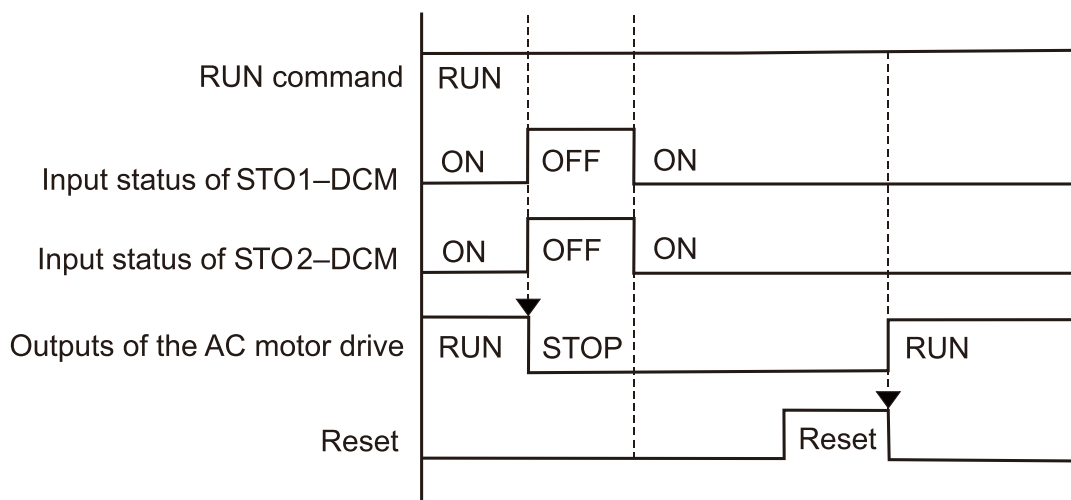 RUN command
RUN
Input status of STO1–DCM
ON OFF ON
Input status of STO2–DCM
ON OFF ON
Outputs of the AC motor drive
RUN STOP RUN
Reset
Reset